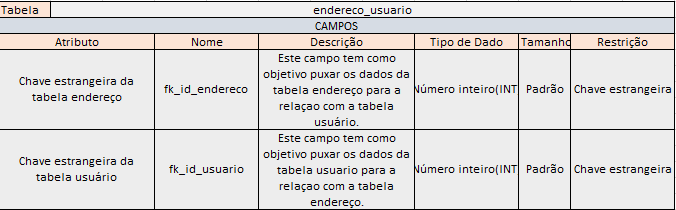 Tabela endereco_usuario
CAMPOS
Atributo Nome Descrição Tipo de Dado Tamanho Restrição
Chave estrangeira da
tabela endereço
fk_id_endereco
Este campo tem como
objetivo puxar os dados da
tabela endereço para a
relaçao com a tabela
usuário.
Número inteiro(INT
Padrão
Chave estrangeira
Chave estrangeira da
tabela usuário
fk_id_usuario
Este campo tem como
objetivo puxar os dados da
tabela usuario para a
relaçao com a tabela
endereço.
Número inteiro(INT
Padrão
Chave estrangeira